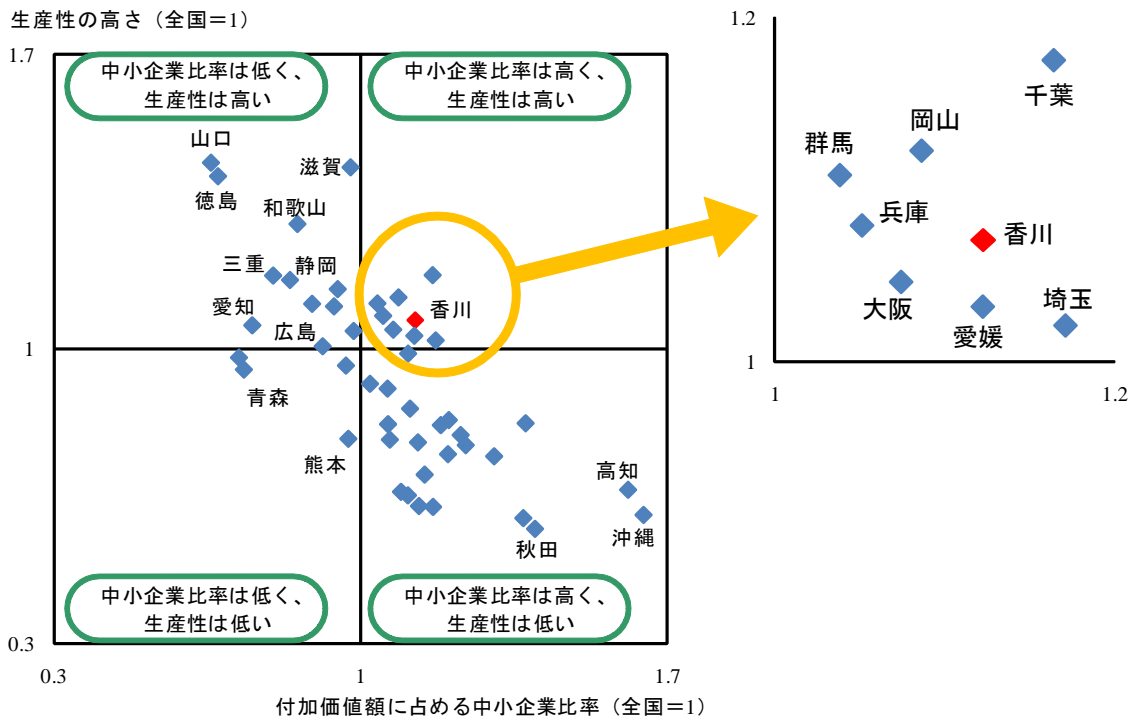 生産性の高さ（全国＝1）
1.7
中小企業比率は低く、
生産性は高い
中小企業比率は高く、
生産性は高い
山口
滋賀
徳島
和歌山
三重
静岡
愛知
広島
香川
1
青森
熊本
高知
秋田
沖縄
中小企業比率は低く、
生産性は低い
中小企業比率は高く、
生産性は低い
0.3
0.3
1
1.7
付加価値額に占める中小企業比率（全国＝1）
1.2
千葉
岡山
群馬
兵庫
香川
大阪
愛媛
埼玉
1
1
1.2